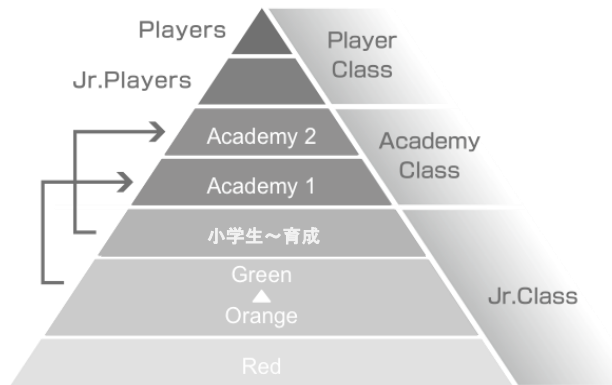 Players
Player
Class
Jr.Players
Academy 2
Academy
Class
Academy 1
小学生～育成
Green
Orange
Jr.Class
Red